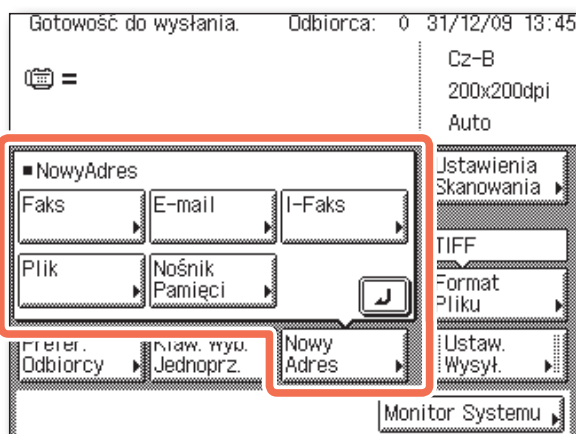 Gotowość do wysłania. Odbiorca: 0 31/12/09 13:45
Cz-B
=
200x200dpi
Auto
■NowyAdres
Ustawienia
Skanowania
Faks E-mail I-Faks
TIFF
Plik Nośnik
Pamięci
Format
Pliku
Prefer. Klaw. Wyb. Nowy Ustaw.
Odbiorcy Jednoprz. Adres Wysył.
Monitor Systemu